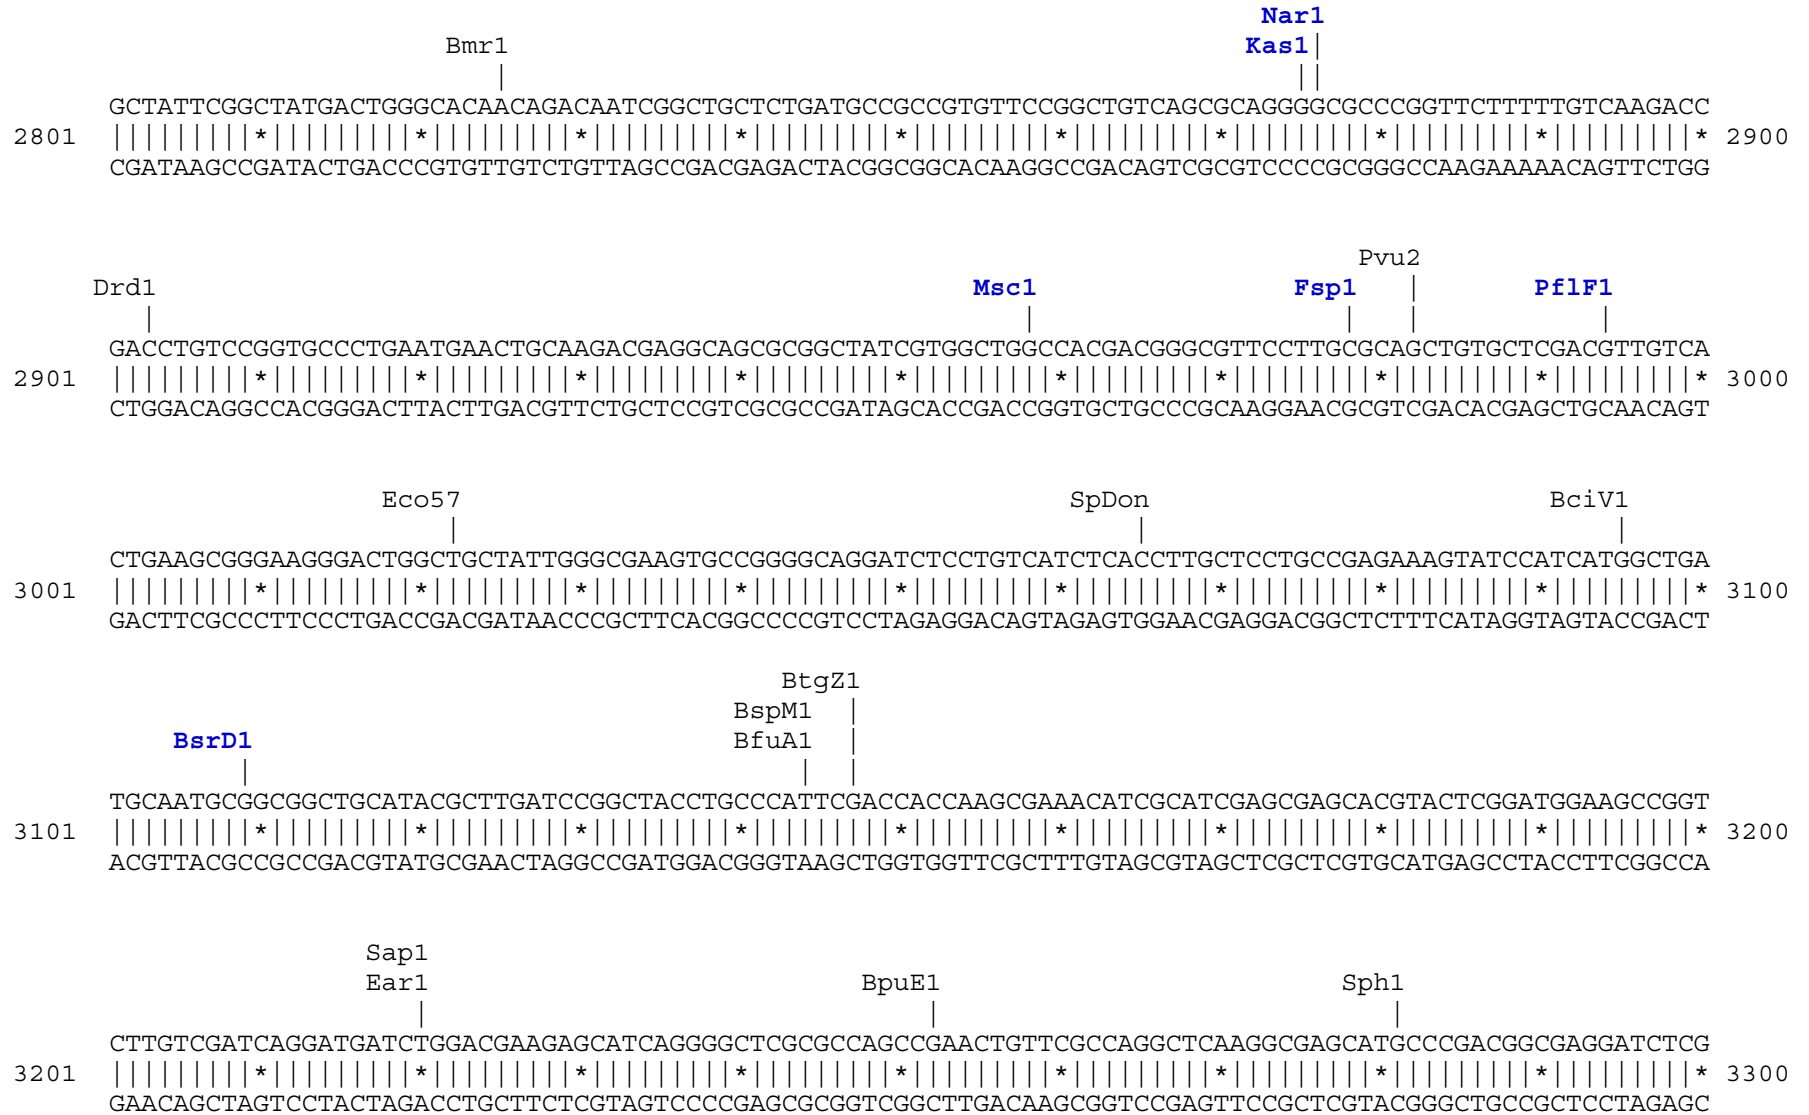 Nar1
Bmr1 Kas1|
| ||
GCTATTCGGCTATGACTGGGCACAACAGACAATCGGCTGCTCTGATGCCGCCGTGTTCCGGCTGTCAGCGCAGGGGCGCCCGGTTCTTTTTGTCAAGACC
2801 |||||||||*|||||||||*|||||||||*|||||||||*|||||||||*|||||||||*|||||||||*|||||||||*|||||||||*|||||||||* 2900
CGATAAGCCGATACTGACCCGTGTTGTCTGTTAGCCGACGAGACTACGGCGGCACAAGGCCGACAGTCGCGTCCCCGCGGGCCAAGAAAAACAGTTCTGG
Pvu2
Drd1 Msc1 Fsp1 | PflF1
| | | | |
GACCTGTCCGGTGCCCTGAATGAACTGCAAGACGAGGCAGCGCGGCTATCGTGGCTGGCCACGACGGGCGTTCCTTGCGCAGCTGTGCTCGACGTTGTCA
2901 |||||||||*|||||||||*|||||||||*|||||||||*|||||||||*|||||||||*|||||||||*|||||||||*|||||||||*|||||||||* 3000
CTGGACAGGCCACGGGACTTACTTGACGTTCTGCTCCGTCGCGCCGATAGCACCGACCGGTGCTGCCCGCAAGGAACGCGTCGACACGAGCTGCAACAGT
Eco57 SpDon BciV1
| | |
CTGAAGCGGGAAGGGACTGGCTGCTATTGGGCGAAGTGCCGGGGCAGGATCTCCTGTCATCTCACCTTGCTCCTGCCGAGAAAGTATCCATCATGGCTGA
3001 |||||||||*|||||||||*|||||||||*|||||||||*|||||||||*|||||||||*|||||||||*|||||||||*|||||||||*|||||||||* 3100
GACTTCGCCCTTCCCTGACCGACGATAACCCGCTTCACGGCCCCGTCCTAGAGGACAGTAGAGTGGAACGAGGACGGCTCTTTCATAGGTAGTACCGACT
BtgZ1
BspM1 |
BsrD1 BfuA1 |
| | |
TGCAATGCGGCGGCTGCATACGCTTGATCCGGCTACCTGCCCATTCGACCACCAAGCGAAACATCGCATCGAGCGAGCACGTACTCGGATGGAAGCCGGT
3101 |||||||||*|||||||||*|||||||||*|||||||||*|||||||||*|||||||||*|||||||||*|||||||||*|||||||||*|||||||||* 3200
ACGTTACGCCGCCGACGTATGCGAACTAGGCCGATGGACGGGTAAGCTGGTGGTTCGCTTTGTAGCGTAGCTCGCTCGTGCATGAGCCTACCTTCGGCCA
Sap1
Ear1 BpuE1 Sph1
| | |
CTTGTCGATCAGGATGATCTGGACGAAGAGCATCAGGGGCTCGCGCCAGCCGAACTGTTCGCCAGGCTCAAGGCGAGCATGCCCGACGGCGAGGATCTCG
3201 |||||||||*|||||||||*|||||||||*|||||||||*|||||||||*|||||||||*|||||||||*|||||||||*|||||||||*|||||||||* 3300
GAACAGCTAGTCCTACTAGACCTGCTTCTCGTAGTCCCCGAGCGCGGTCGGCTTGACAAGCGGTCCGAGTTCCGCTCGTACGGGCTGCCGCTCCTAGAGC